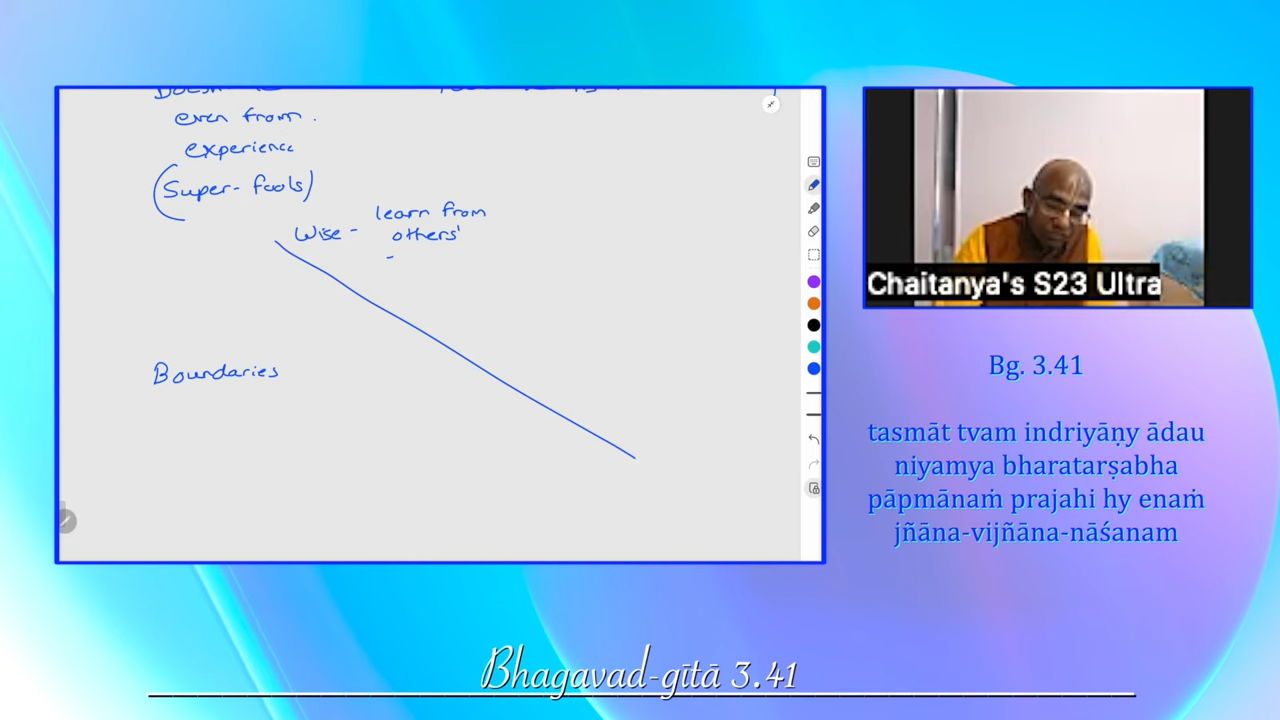 even from .
experience
(Super- fools)
learn from
Wise - others'
-
Boundaries
Chaitanya's S23 Ultra
Bg. 3.41
tasmāt tvam indriyāṇy ādau
niyamya bharatarṣabha
pāpmānaṁ prajahi hy enaṁ
jñāna-vijñāna-nāśanam
Bhagavad-gītā 3.41